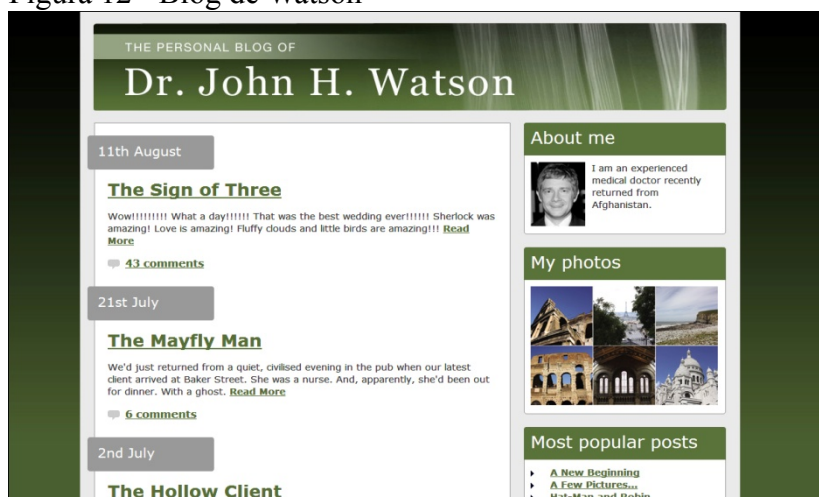 Figura 12 - Blog de Watson
THE PERSONAL BLOG OF
Dr. John H. Watson
11th August
The Sign of Three
Wow!!!!!!!!! What a day!!!!!! That was the best wedding ever!!!!!! Sherlock was
amazing! Love is amazing! Fluffy clouds and little birds are amazing!!! Read
More
43 comments
21st July
The Mayfly Man
We'd just returned from a quiet, civilised evening in the pub when our latest
client arrived at Baker Street. She was a nurse. And, apparently, she'd been out
for dinner. With a ghost. Read More
6 comments
2nd July
The Hollow Client
About me
I am an experienced
medical doctor recently
returned from
Afghanistan.
My photos
Most popular posts
A New Beginning
A Few Pictures...
Hat-Man and Robin